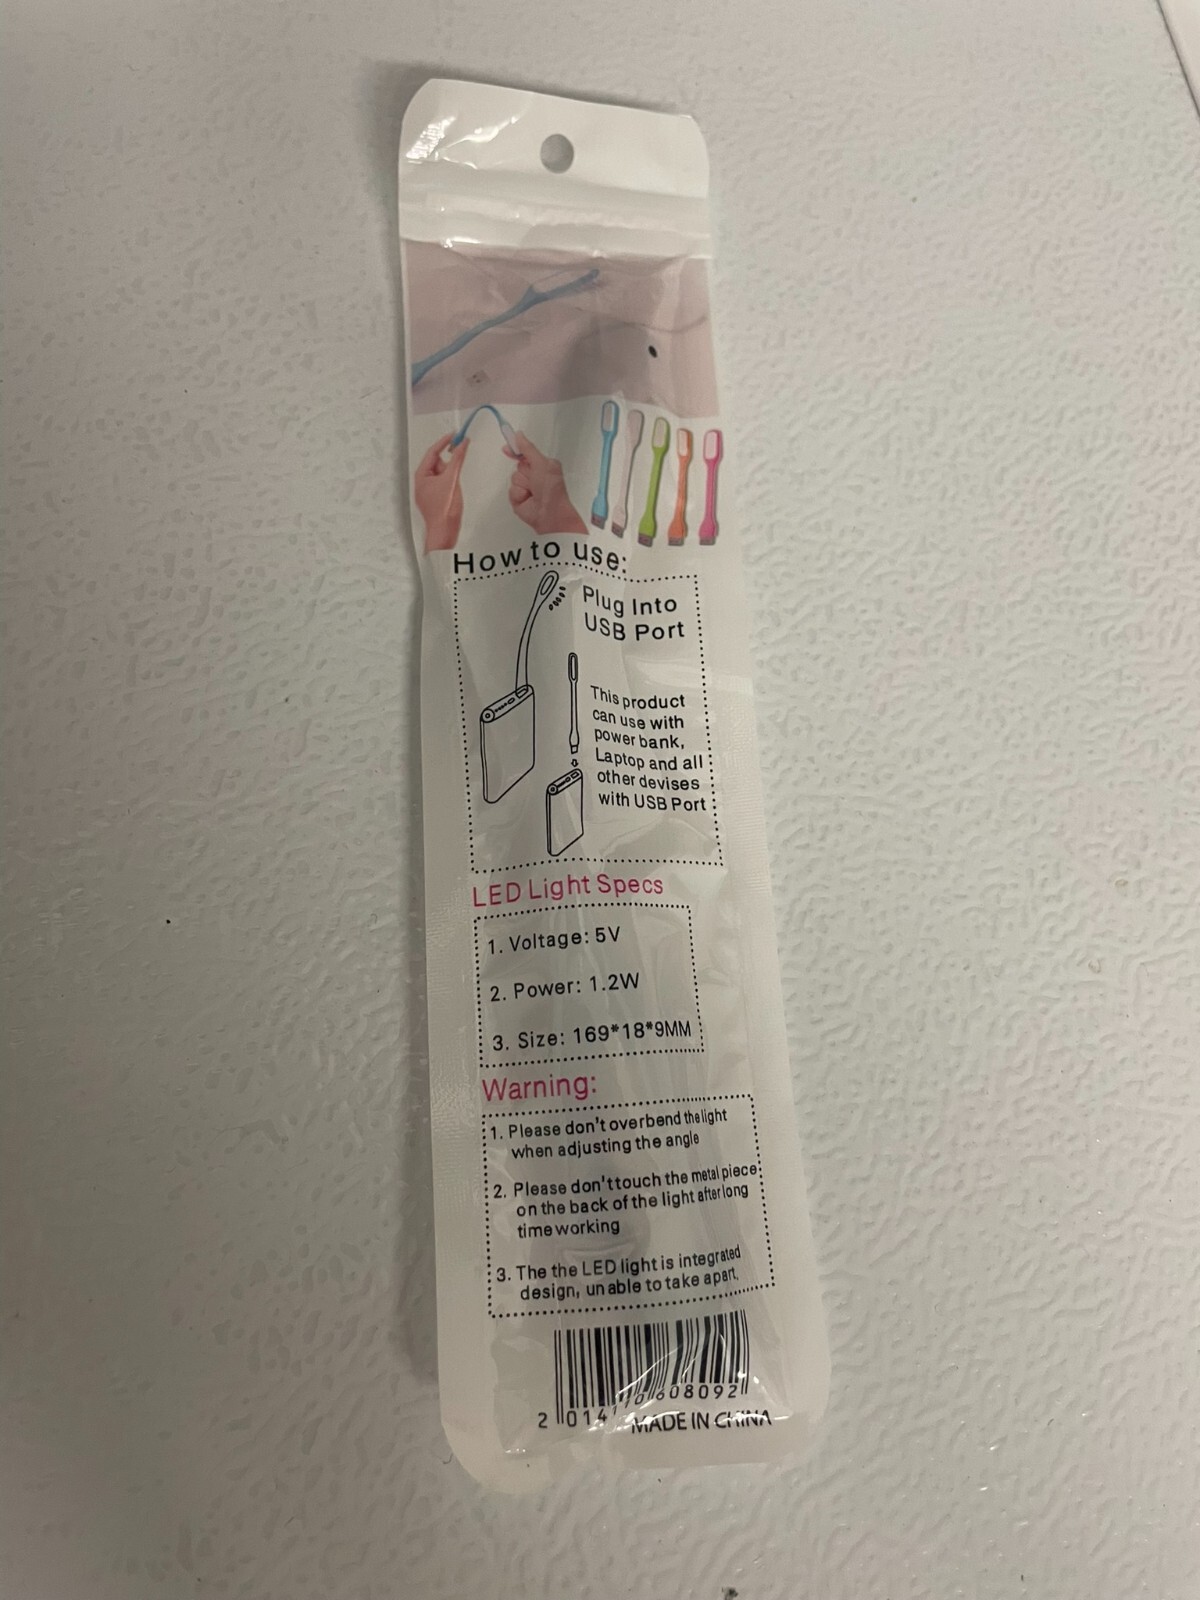 How to use:
Plug Into
USB Port
This product
can use with
power bank,
Laptop and all
other devises
with USB Port
LED Light Specs
1. Voltage: 5V
2. Power: 1.2W
3. Size: 169*18*9MM
Warning:
1. Please don't overbend the light
when adjusting the angle
2. Please don't touch the metal piece
on the back of the light after long
time working
3. The the LED light is integrated
design, unable to take apart.
2 014110 608092
MADE IN CHINA